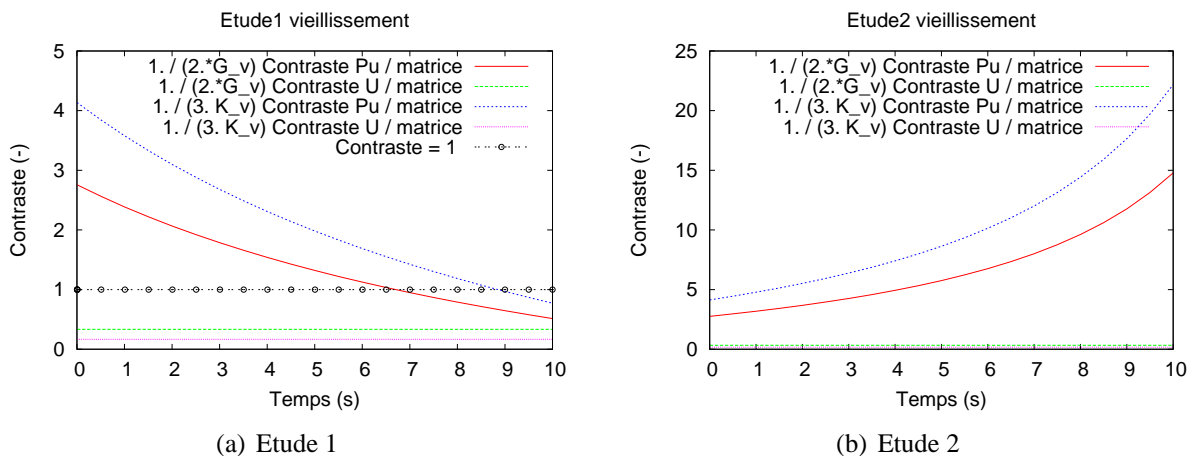 Etude1 vieillissement
5
4
3
2
1
0
Contraste (-)
1. / (2.*G_v) Contraste Pu / matrice
1. / (2.*G_v) Contraste U / matrice
1. / (3. K_v) Contraste Pu / matrice
1. / (3. K_v) Contraste U / matrice
Contraste = 1
0 1 2 3 4 5 6 7 8 9 10
Temps (s)
(a) Etude 1
Etude2 vieillissement
25
20
15
10
5
0
Contraste (-)
1. / (2.*G_v) Contraste Pu / matrice
1. / (2.*G_v) Contraste U / matrice
1. / (3. K_v) Contraste Pu / matrice
1. / (3. K_v) Contraste U / matrice
0 1 2 3 4 5 6 7 8 9 10
Temps (s)
(b) Etude 2